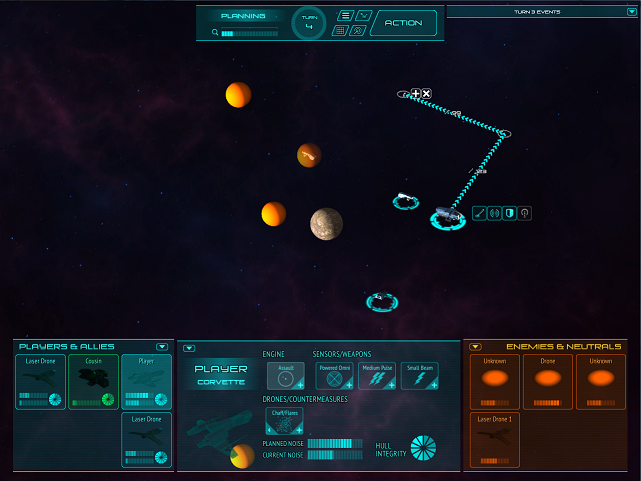 PLANNING
TURN
4
ACTION
TURN 3 EVENTS
PLAYERS & ALLIES
Laser Drone
Cousin
Player
Laser Drone
PLAYER
CORVETTE
ENGINE
SENSORS/WEAPONS
Assault
Powered Omni
Medium Pulse
Small Beam
DRONES/COUNTERMEASURES
Chaff/Flares
4
PLANNED NOISE
CURRENT NOISE
HULL
INTEGRITY
ENEMIES & NEUTRALS
Unknown
Drone
Unknown
Laser Drone 1